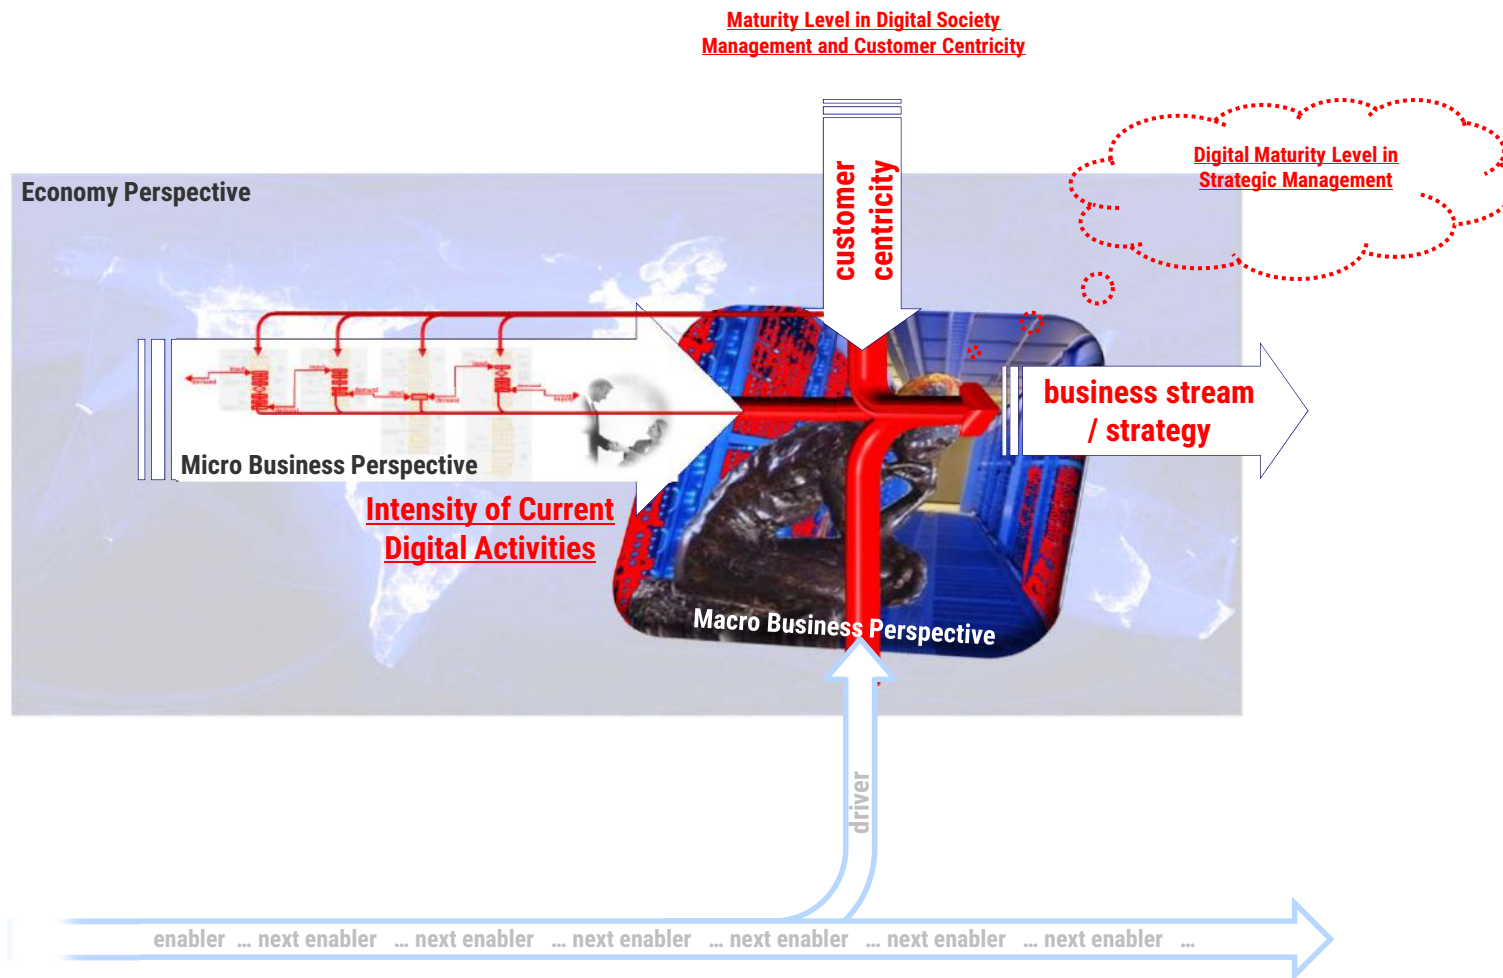 Maturity Level in Digital Society
Management and Customer Centricity
Digital Maturity Level in
Strategic Management
customer
centricity
Economy Perspective
business stream
/ strategy
Micro Business Perspective
Intensity of Current
Digital Activities
Macro Business Perspective
driver
enabler ... next enabler ... next enabler ... next enabler ... next enabler ... next enabler ... next enabler ...